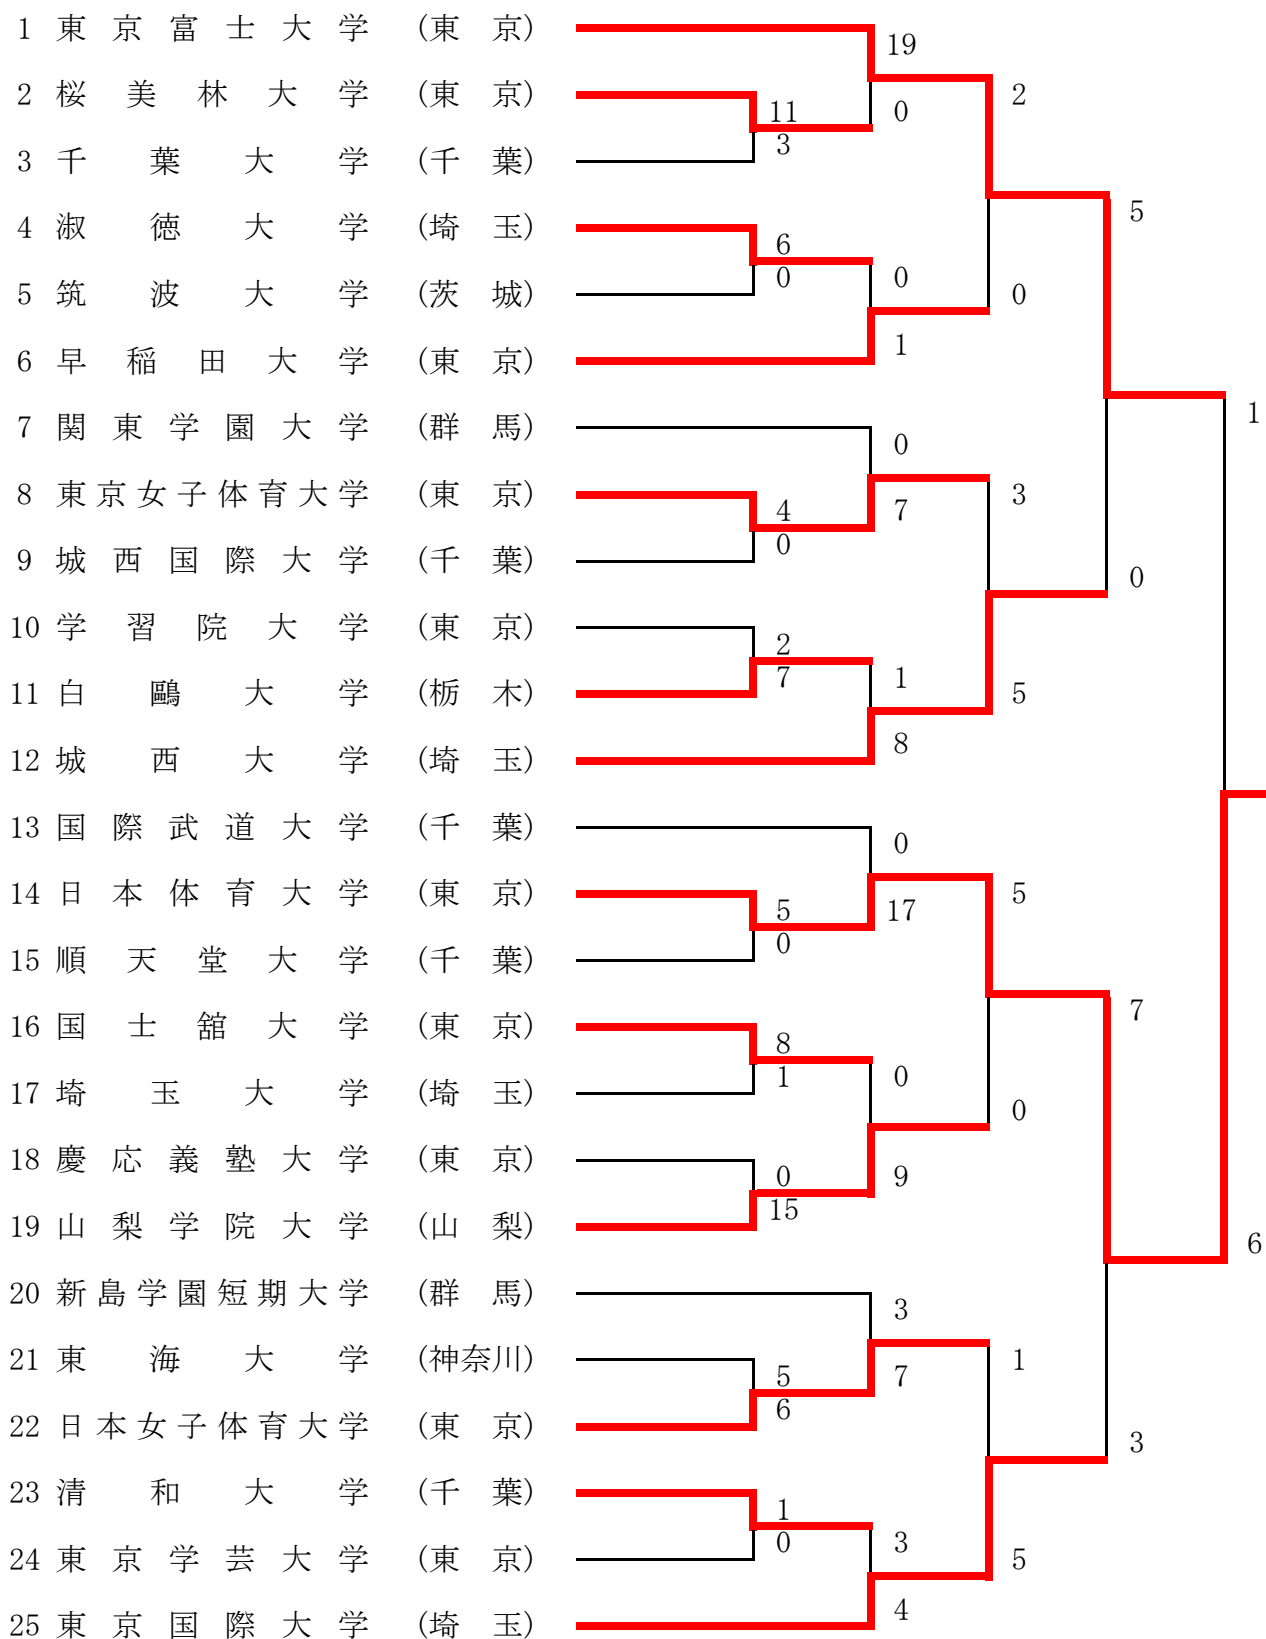 1 東京富士大学 (東京)
19
2 桜美林大学 (東京)
2
11
0
3 千葉大学 (千葉)
3
4 淑徳大学 (埼玉)
5
6
5 筑波大学 (茨城)
0
0
0
6 早稲田大学 (東京)
1
7 関東学園大学 (群馬)
1
0
8 東京女子体育大学 (東京)
3
4
7
9 城西国際大学 (千葉)
0
0
10 学習院大学 (東京)
2
11 白鷗大学 (栃木)
7
1
5
12 城西大学 (埼玉)
8
13 国際武道大学 (千葉)
0
14 日本体育大学 (東京)
5
5
17
15 順天堂大学 (千葉)
0
7
16 国士舘大学 (東京)
8
17 埼玉大学 (埼玉)
1
0
0
18 慶応義塾大学 (東京)
0
9
19 山梨学院大学 (山梨)
15
6
20 新島学園短期大学 (群馬)
3
21 東海大学 (神奈川)
1
5
7
22 日本女子体育大学 (東京)
6
3
23 清和大学 (千葉)
1
24 東京学芸大学 (東京)
0
3
5
25 東京国際大学 (埼玉)
4